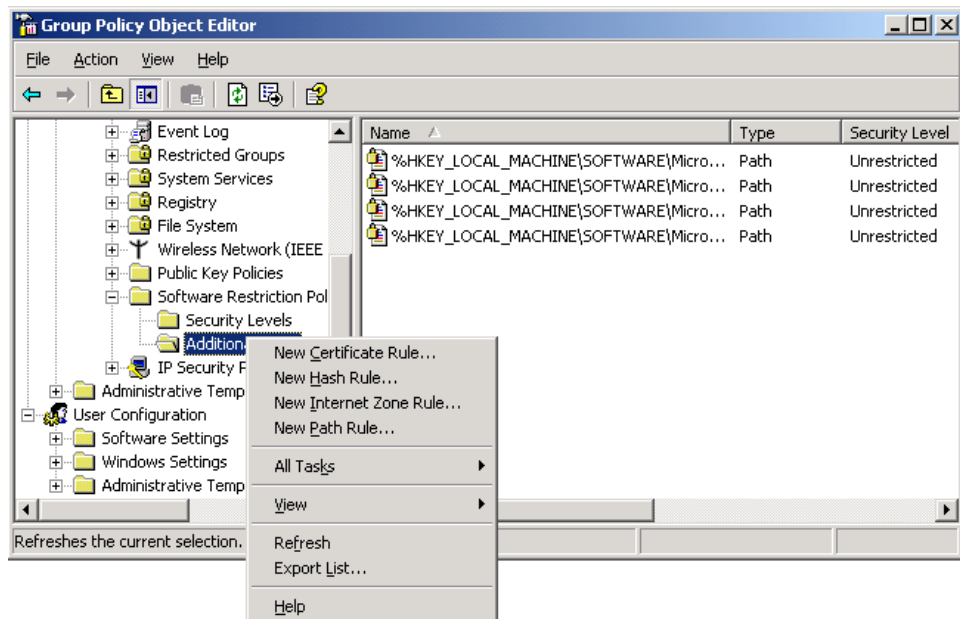 Group Policy Object Editor
File Action View Help
Event Log
Restricted Groups
System Services
Registry
File System
Wireless Network (IEEE
Public Key Policies
Software Restriction Pol
Security Levels
Addition
IP Security P
Administrative Temp
User Configuration
Software Settings
Windows Settings
Administrative Temp
Name Type Security Level
%HKEY_LOCAL_MACHINE\SOFTWARE\Micro... Path Unrestricted
%HKEY_LOCAL_MACHINE\SOFTWARE\Micro... Path Unrestricted
%HKEY_LOCAL_MACHINE\SOFTWARE\Micro... Path Unrestricted
%HKEY_LOCAL_MACHINE\SOFTWARE\Micro... Path Unrestricted
New Certificate Rule...
New Hash Rule...
New Internet Zone Rule...
New Path Rule...
All Tasks
View
Refresh
Export List...
Help
Refreshes the current selection.